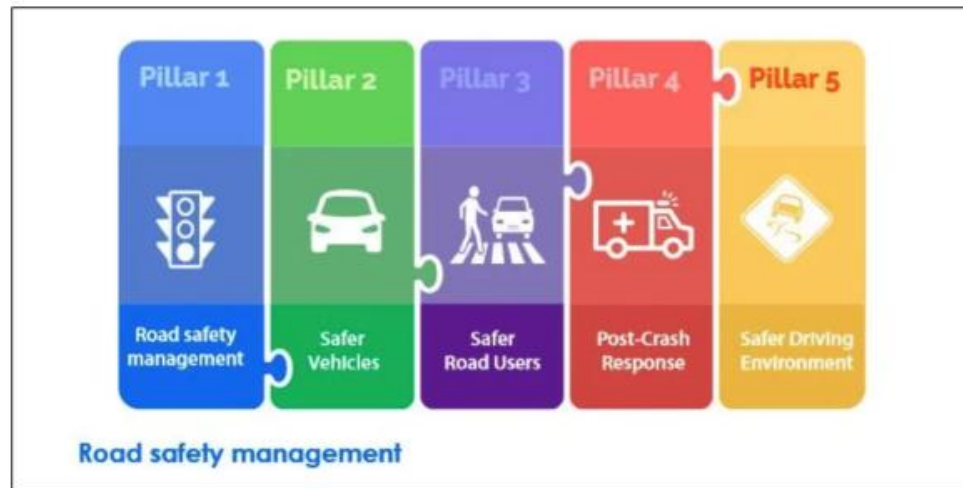 Pillar 1
Pillar 2
Pillar 3
Pillar 4
Pillar 5
Road safety
management
Safer
Vehicles
Safer
Road Users
Post-Crash
Response
Safer Driving
Environment
Road safety management